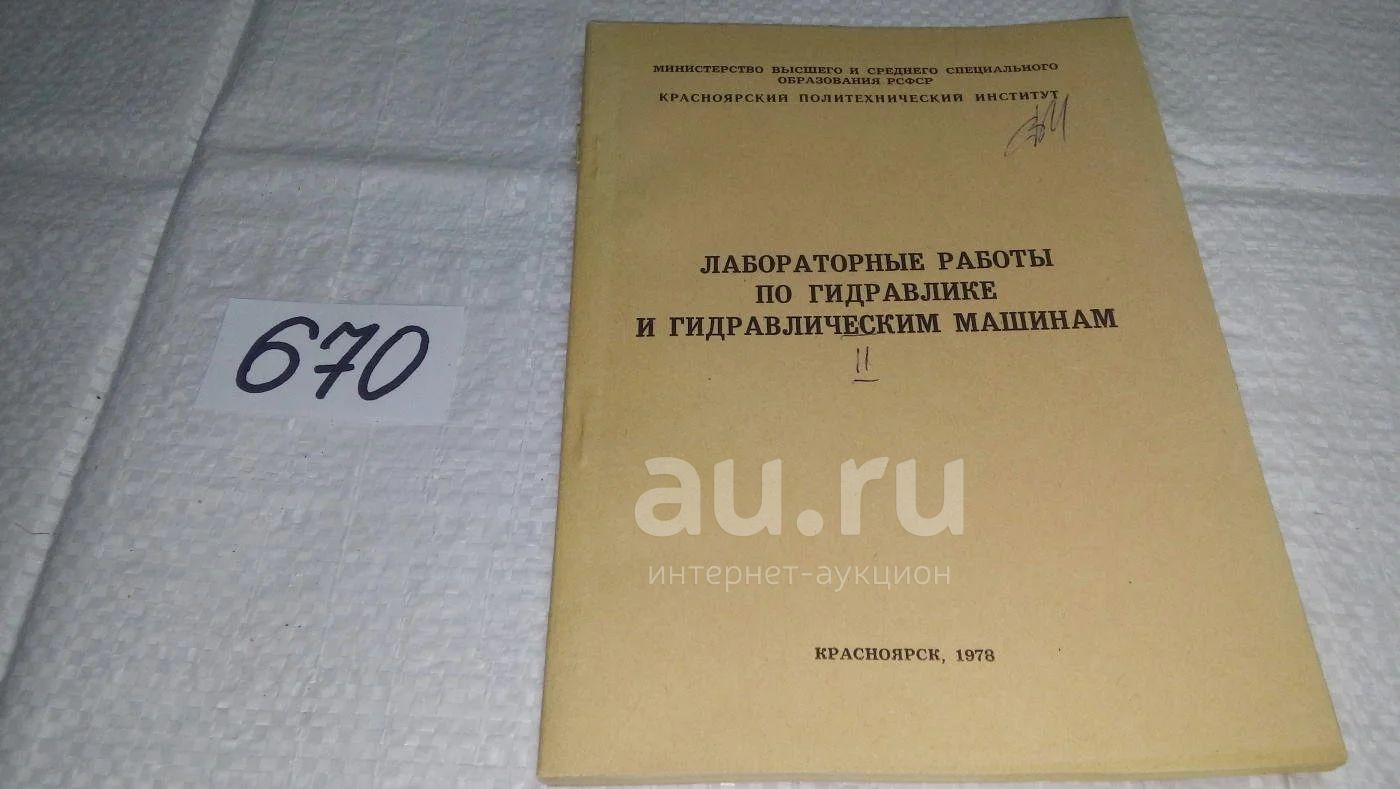 МИНИСТЕРСТВО ВЫСШЕГО И СРЕДНЕГО СПЕЦИАЛЬНОГО
ОБРАЗОВАНИЯ РСФСР
КРАСНОЯРСКИЙ ПОЛИТЕХНИЧЕСКИЙ ИНСТИТУТ
ЛАБОРАТОРНЫЕ РАБОТЫ
ПО ГИДРАВЛИКЕ
И ГИДРАВЛИЧЕСКИМ МАШИНАМ
II
670
au.ru
интернет-аукцион
КРАСНОЯРСК, 1978